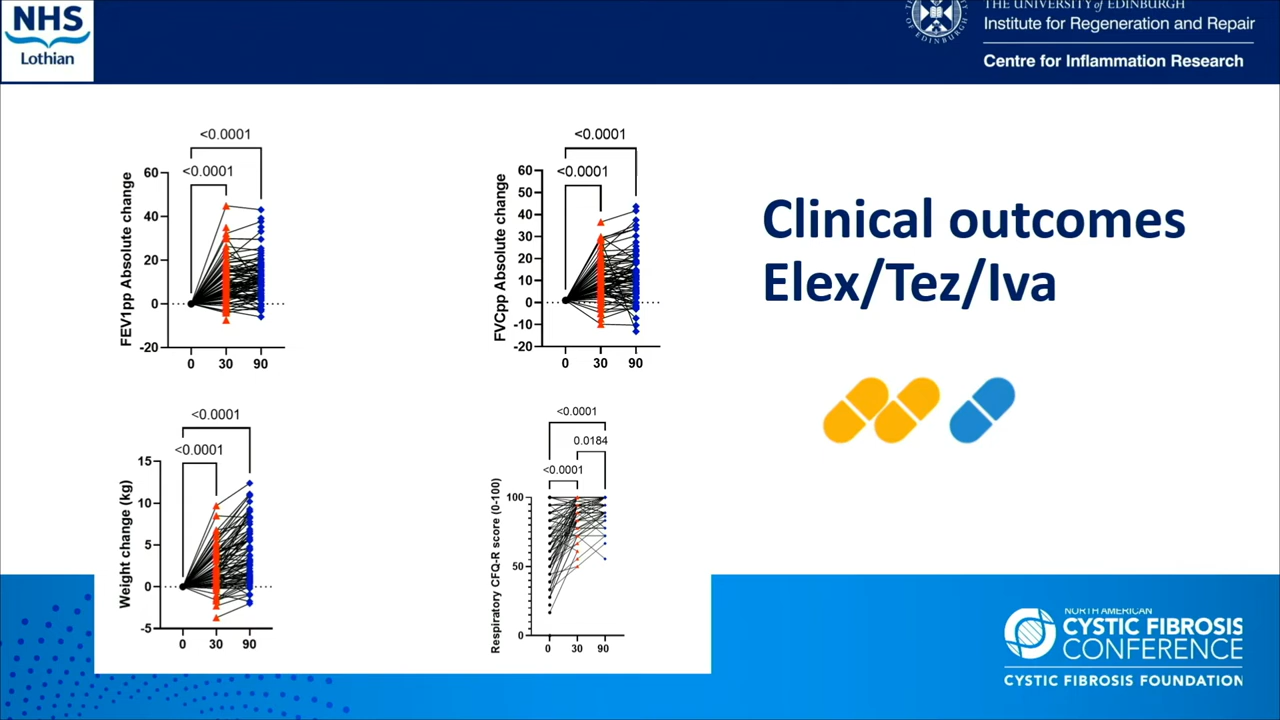 NHS
Lothian
THE UNIVERSITY of EDINBURGH
Institute for Regeneration and Repair
Centre for Inflammation Research
<0.0001
<0.0001
60
40
20
0
-20
FEV1pp Absolute change
0 30 90
<0.0001
<0.0001
60
50
40
30
20
10
0
-10
-20
FVCpp Absolute change
0 30 90
Clinical outcomes
Elex/Tez/Iva
<0.0001
<0.0001
15
10
5
0
-5
Weight change (kg)
0 30 90
<0.0001
0.0184
<0.0001
100
50
0
Respiratory CFQ-R score (0-100)
0 30 90
NORTH AMERICAN
CYSTIC FIBROSIS
CONFERENCE
CYSTIC FIBROSIS FOUNDATION